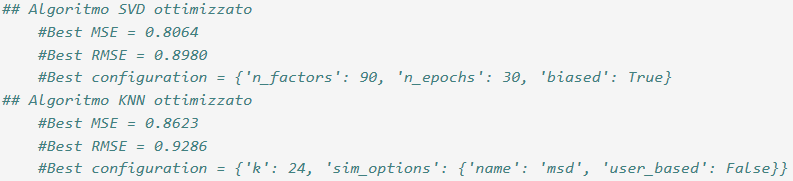 ## Algoritmo SVD ottimizzato
#Best MSE = 0.8064
#Best RMSE = 0.8980
#Best configuration = {'n_factors': 90, 'n_epochs': 30, 'biased': True}
## Algoritmo KNN ottimizzato
#Best MSE = 0.8623
#Best RMSE = 0.9286
#Best configuration = {'k': 24, 'sim_options': {'name': 'msd', 'user_based': False}}